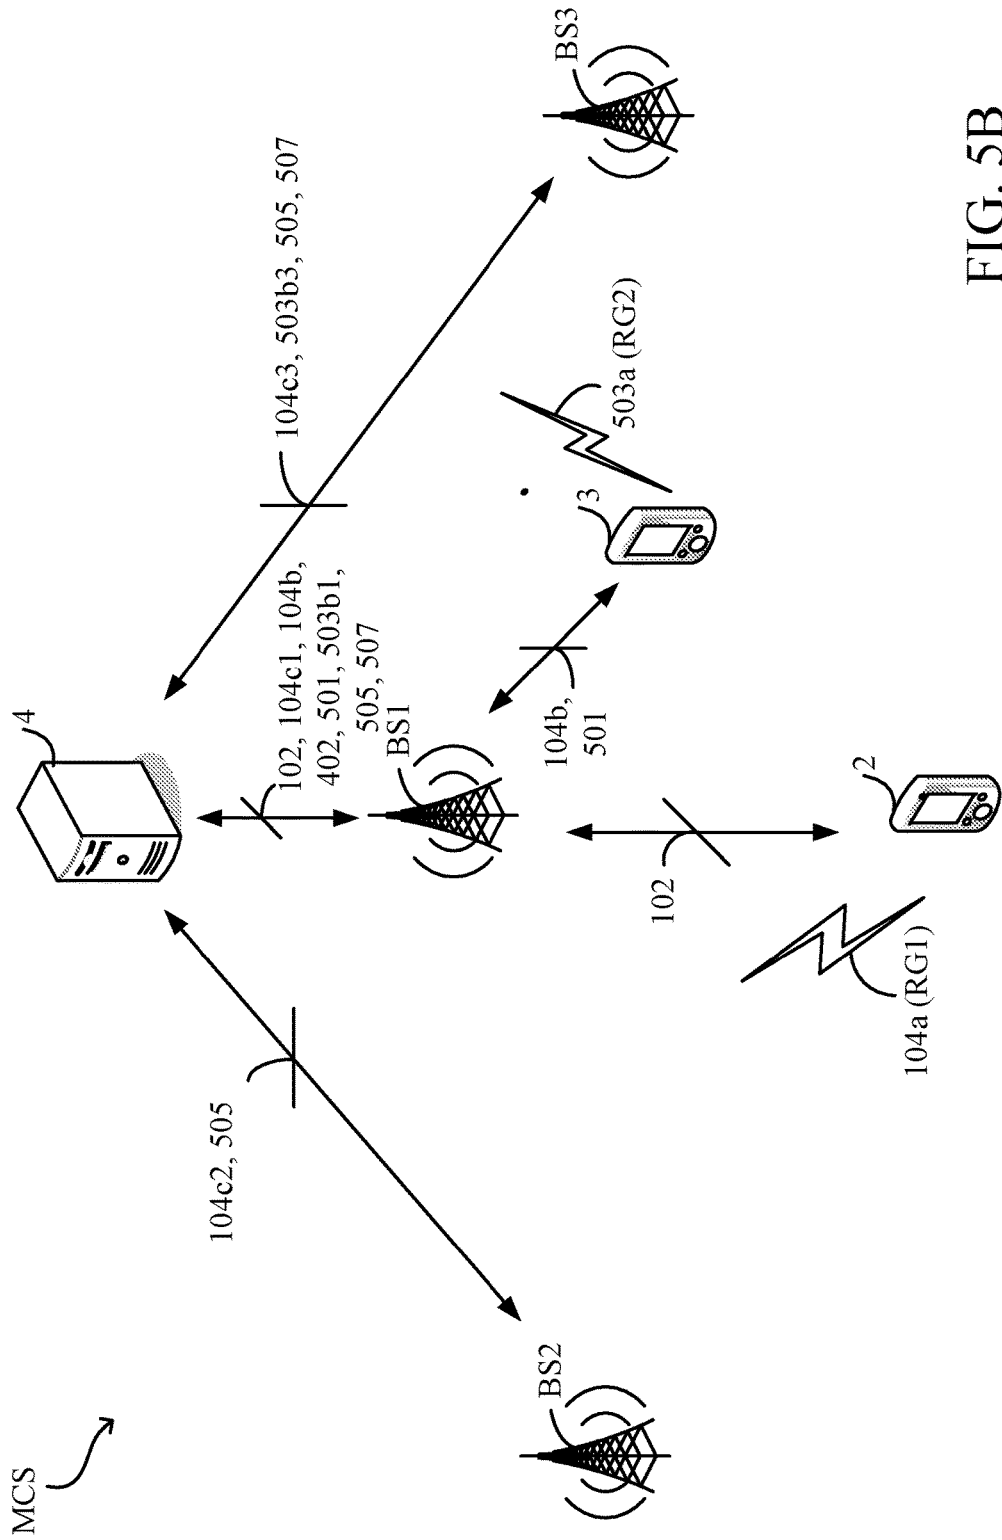 MCS
4
104c3, 503b3, 505, 507
102, 104c1, 104b,
402, 501, 503b1,
505, 507
104c2, 505
BS1
BS2
BS3
104b,
501
3
503a (RG2)
102
2
104a (RG1)
FIG. 5B